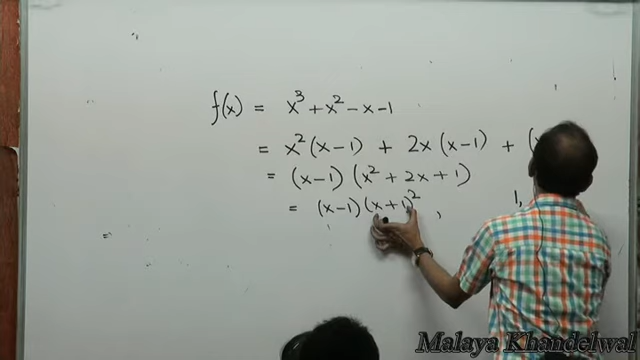 f(x) = x³ + x² - x - 1
= x² (x-1) + 2x (x-1) + (x
= (x-1) (x² + 2x + 1)
= (x-1) (x+1)² , 1,
Malaya Khandelwal